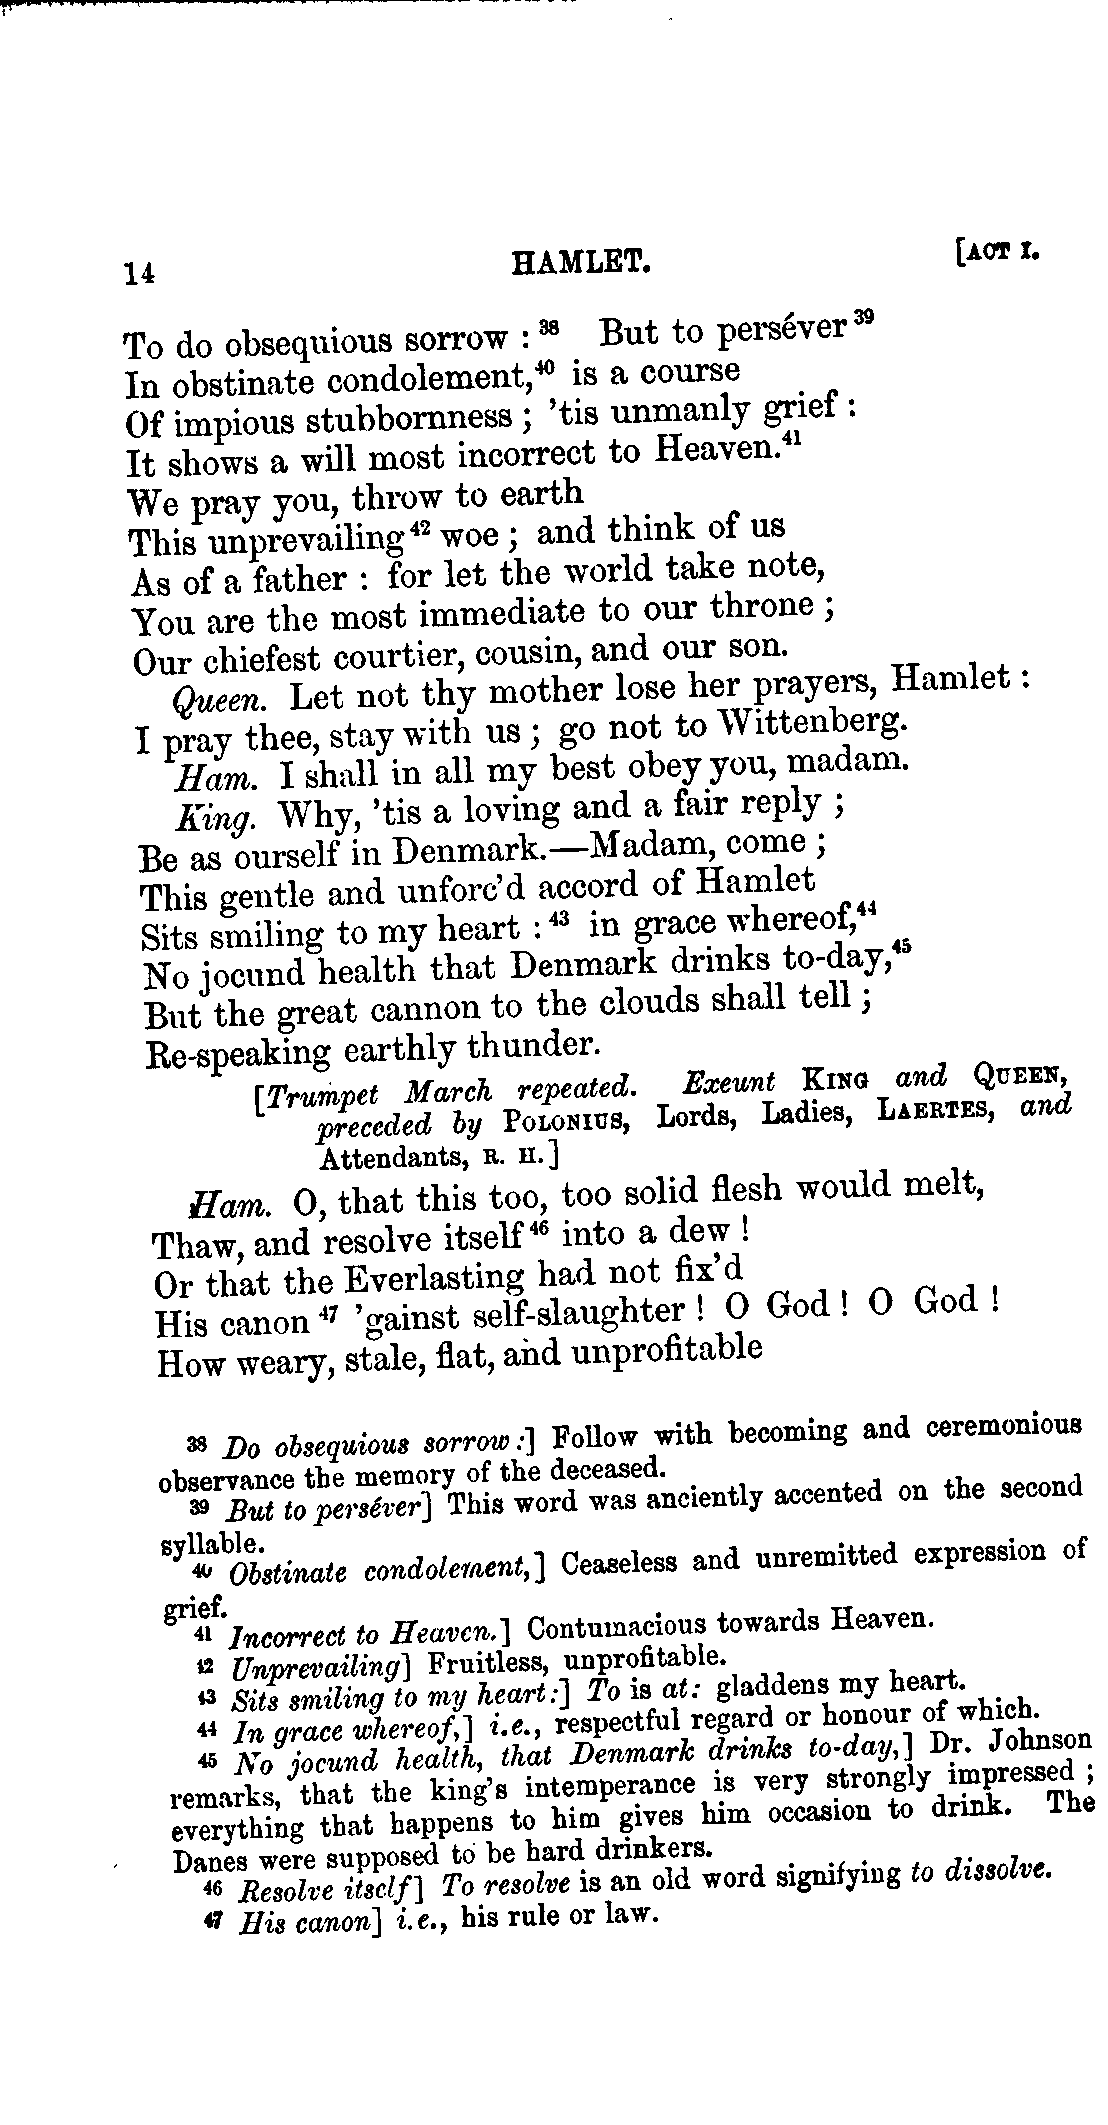 14 HAMLET. [ACT I.
To do obsequious sorrow :³⁸ But to perséver³⁹
In obstinate condolement,⁴⁰ is a course
Of impious stubbornness ; ’tis unmanly grief :
It shows a will most incorrect to Heaven.⁴¹
We pray you, throw to earth
This unprevailing⁴² woe ; and think of us
As of a father : for let the world take note,
You are the most immediate to our throne ;
Our chiefest courtier, cousin, and our son.
Queen. Let not thy mother lose her prayers, Hamlet :
I pray thee, stay with us ; go not to Wittenberg.
Ham. I shall in all my best obey you, madam.
King. Why, ’tis a loving and a fair reply ;
Be as ourself in Denmark.—Madam, come ;
This gentle and unforc’d accord of Hamlet
Sits smiling to my heart :⁴³ in grace whereof,⁴⁴
No jocund health that Denmark drinks to-day,⁴⁵
But the great cannon to the clouds shall tell ;
Re-speaking earthly thunder.
[Trumpet March repeated. Exeunt KING and QUEEN,
preceded by POLONIUS, Lords, Ladies, LAERTES, and
Attendants, R. H.]
Ham. O, that this too, too solid flesh would melt,
Thaw, and resolve itself⁴⁶ into a dew !
Or that the Everlasting had not fix’d
His canon⁴⁷ ’gainst self-slaughter ! O God ! O God !
How weary, stale, flat, and unprofitable
³⁸ Do obsequious sorrow :] Follow with becoming and ceremonious
observance the memory of the deceased.
³⁹ But to perséver] This word was anciently accented on the second
syllable.
⁴⁰ Obstinate condolement,] Ceaseless and unremitted expression of
grief.
⁴¹ Incorrect to Heaven.] Contumacious towards Heaven.
⁴² Unprevailing] Fruitless, unprofitable.
⁴³ Sits smiling to my heart :] To is at : gladdens my heart.
⁴⁴ In grace whereof,] i.e., respectful regard or honour of which.
⁴⁵ No jocund health, that Denmark drinks to-day,] Dr. Johnson
remarks, that the king’s intemperance is very strongly impressed ;
everything that happens to him gives him occasion to drink. The
Danes were supposed to be hard drinkers.
⁴⁶ Resolve itself] To resolve is an old word signifying to dissolve.
⁴⁷ His canon] i.e., his rule or law.